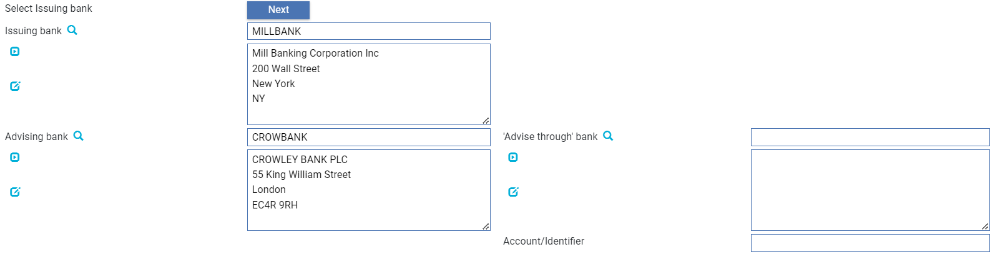 Select Issuing bank
Next
Issuing bank
MILLBANK
Mill Banking Corporation Inc
200 Wall Street
New York
NY
Advising bank
CROWBANK
'Advise through' bank
CROWLEY BANK PLC
55 King William Street
London
EC4R 9RH
Account/Identifier